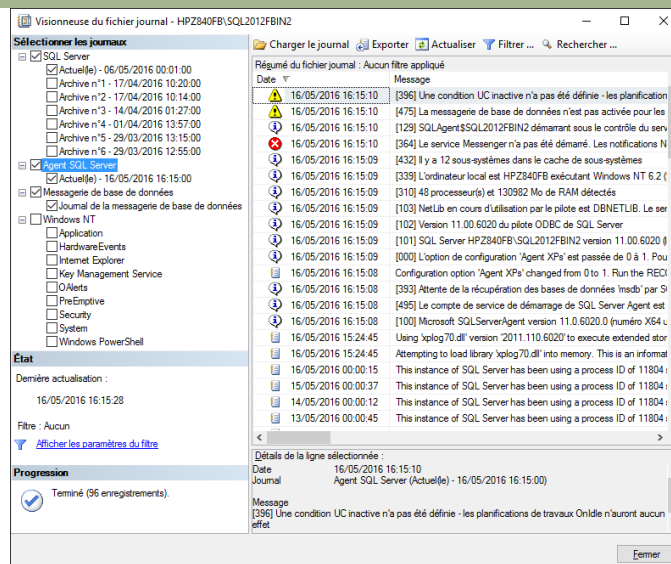 Visionneuse du fichier journal - HPZ840FB\SQL2012FBIN2
Sélectionner les journaux
SQL Server
Actuel(le) - 06/05/2016 00:01:00
Archive n°1 - 17/04/2016 10:20:00
Archive n°2 - 17/04/2016 10:14:00
Archive n°3 - 14/04/2016 01:27:00
Archive n°4 - 01/04/2016 13:57:00
Archive n°5 - 29/03/2016 13:15:00
Archive n°6 - 29/03/2016 12:55:00
Agent SQL Server
Actuel(le) - 16/05/2016 16:15:00
Messagerie de base de données
Journal de la messagerie de base de données
Windows NT
Application
HardwareEvents
Internet Explorer
Key Management Service
OAlerts
PreEmptive
Security
System
Windows PowerShell
État
Dernière actualisation :
16/05/2016 16:15:28
Filtre : Aucun
Afficher les paramètres du filtre
Progression
Terminé (96 enregistrements).
Charger le journal Exporter Actualiser Filtrer ... Rechercher ...
Résumé du fichier journal : Aucun filtre appliqué
Date Message
16/05/2016 16:15:10 [396] Une condition UC inactive n'a pas été définie - les planification
16/05/2016 16:15:10 [475] La messagerie de base de données n'est pas activée pour les
16/05/2016 16:15:10 [129] SQLAgent$SQL2012FBIN2 démarrant sous le contrôle du serv
16/05/2016 16:15:10 [364] Le service Messenger n'a pas été démarré. Les notifications N
16/05/2016 16:15:09 [432] Il y a 12 sous-systèmes dans le cache de sous-systèmes
16/05/2016 16:15:09 [339] L'ordinateur local est HPZ840FB exécutant Windows NT 6.2 (
16/05/2016 16:15:09 [310] 48 processeur(s) et 130982 Mo de RAM détectés
16/05/2016 16:15:09 [103] NetLib en cours d'utilisation par le pilote est DBNETLIB. Le ser
16/05/2016 16:15:09 [102] Version 11.00.6020 du pilote ODBC de SQL Server
16/05/2016 16:15:09 [101] SQL Server HPZ840FB\SQL2012FBIN2 version 11.00.6020 (
16/05/2016 16:15:09 [000] L'option de configuration 'Agent XPs' est passée de 0 à 1. Pou
16/05/2016 16:15:08 Configuration option 'Agent XPs' changed from 0 to 1. Run the REC
16/05/2016 16:15:08 [393] Attente de la récupération des bases de données 'msdb' par S
16/05/2016 16:15:08 [495] Le compte de service de démarrage de SQL Server Agent est
16/05/2016 16:15:08 [100] Microsoft SQLServerAgent version 11.0.6020.0 (numéro X64 u
16/05/2016 15:24:45 Using 'xplog70.dll' version '2011.110.6020' to execute extended stor
16/05/2016 15:24:45 Attempting to load library 'xplog70.dll' into memory. This is an informat
16/05/2016 00:00:15 This instance of SQL Server has been using a process ID of 11804
15/05/2016 00:00:37 This instance of SQL Server has been using a process ID of 11804
14/05/2016 00:00:12 This instance of SQL Server has been using a process ID of 11804
13/05/2016 00:00:45 This instance of SQL Server has been using a process ID of 11804
Détails de la ligne sélectionnée :
Date 16/05/2016 16:15:10
Journal Agent SQL Server (Actuel(le) - 16/05/2016 16:15:00)
Message
[396] Une condition UC inactive n'a pas été définie - les planifications de travaux OnIdle n'auront aucun
effet
Fermer